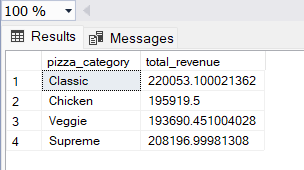 100 %
Results Messages
pizza_category total_revenue
1 Classic 220053.100021362
2 Chicken 195919.5
3 Veggie 193690.451004028
4 Supreme 208196.99981308